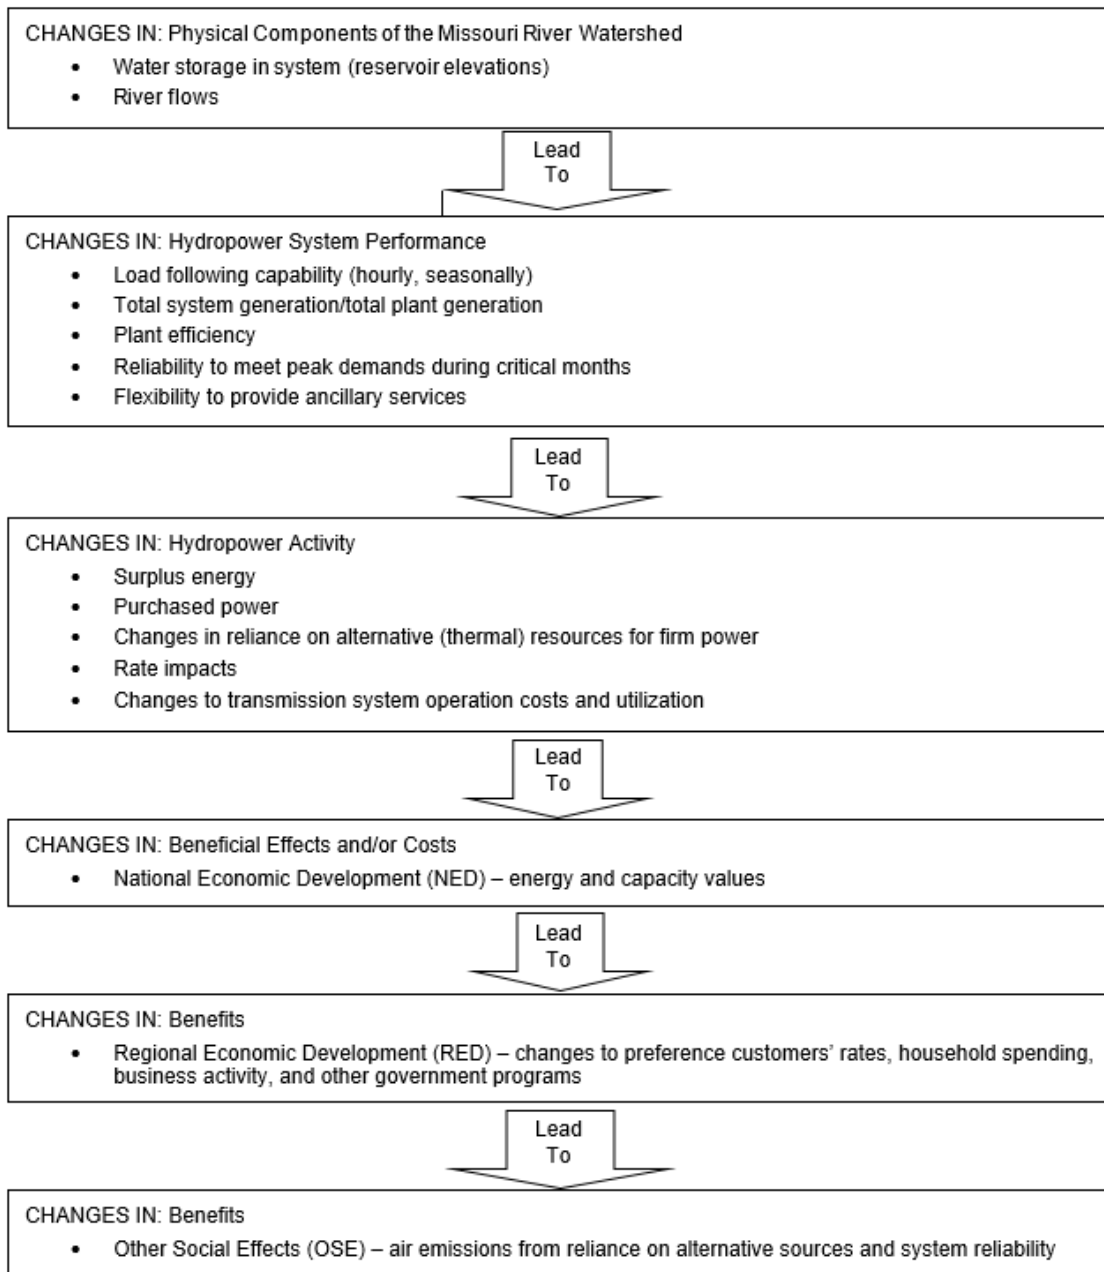 CHANGES IN: Physical Components of the Missouri River Watershed
• Water storage in system (reservoir elevations)
• River flows
Lead
To
CHANGES IN: Hydropower System Performance
• Load following capability (hourly, seasonally)
• Total system generation/total plant generation
• Plant efficiency
• Reliability to meet peak demands during critical months
• Flexibility to provide ancillary services
Lead
To
CHANGES IN: Hydropower Activity
• Surplus energy
• Purchased power
• Changes in reliance on alternative (thermal) resources for firm power
• Rate impacts
• Changes to transmission system operation costs and utilization
Lead
To
CHANGES IN: Beneficial Effects and/or Costs
• National Economic Development (NED) – energy and capacity values
Lead
To
CHANGES IN: Benefits
• Regional Economic Development (RED) – changes to preference customers’ rates, household spending,
business activity, and other government programs
Lead
To
CHANGES IN: Benefits
• Other Social Effects (OSE) – air emissions from reliance on alternative sources and system reliability